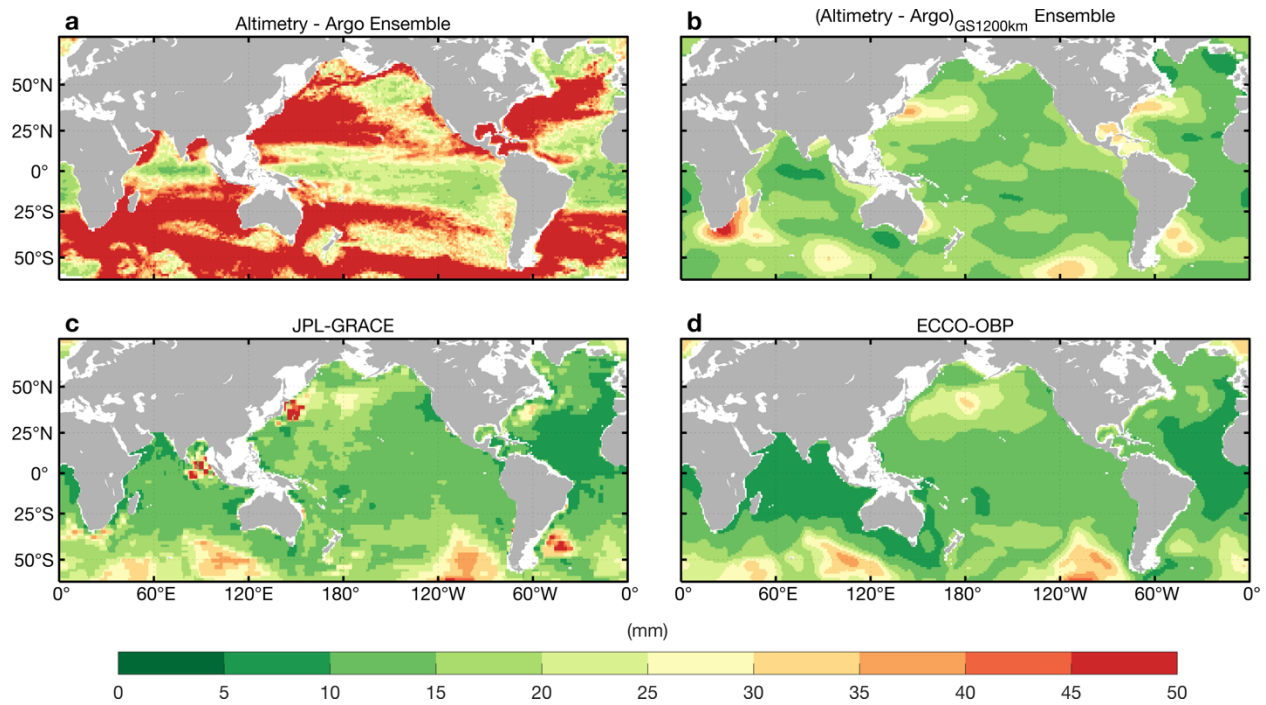 a Altimetry - Argo Ensemble
b (Altimetry - Argo)GS1200km Ensemble
50°N
25°N
0°
25°S
50°S
c JPL-GRACE
d ECCO-OBP
50°N
25°N
0°
25°S
50°S
0° 60°E 120°E 180° 120°W 60°W 0° 60°E 120°E 180° 120°W 60°W 0°
(mm)
0 5 10 15 20 25 30 35 40 45 50